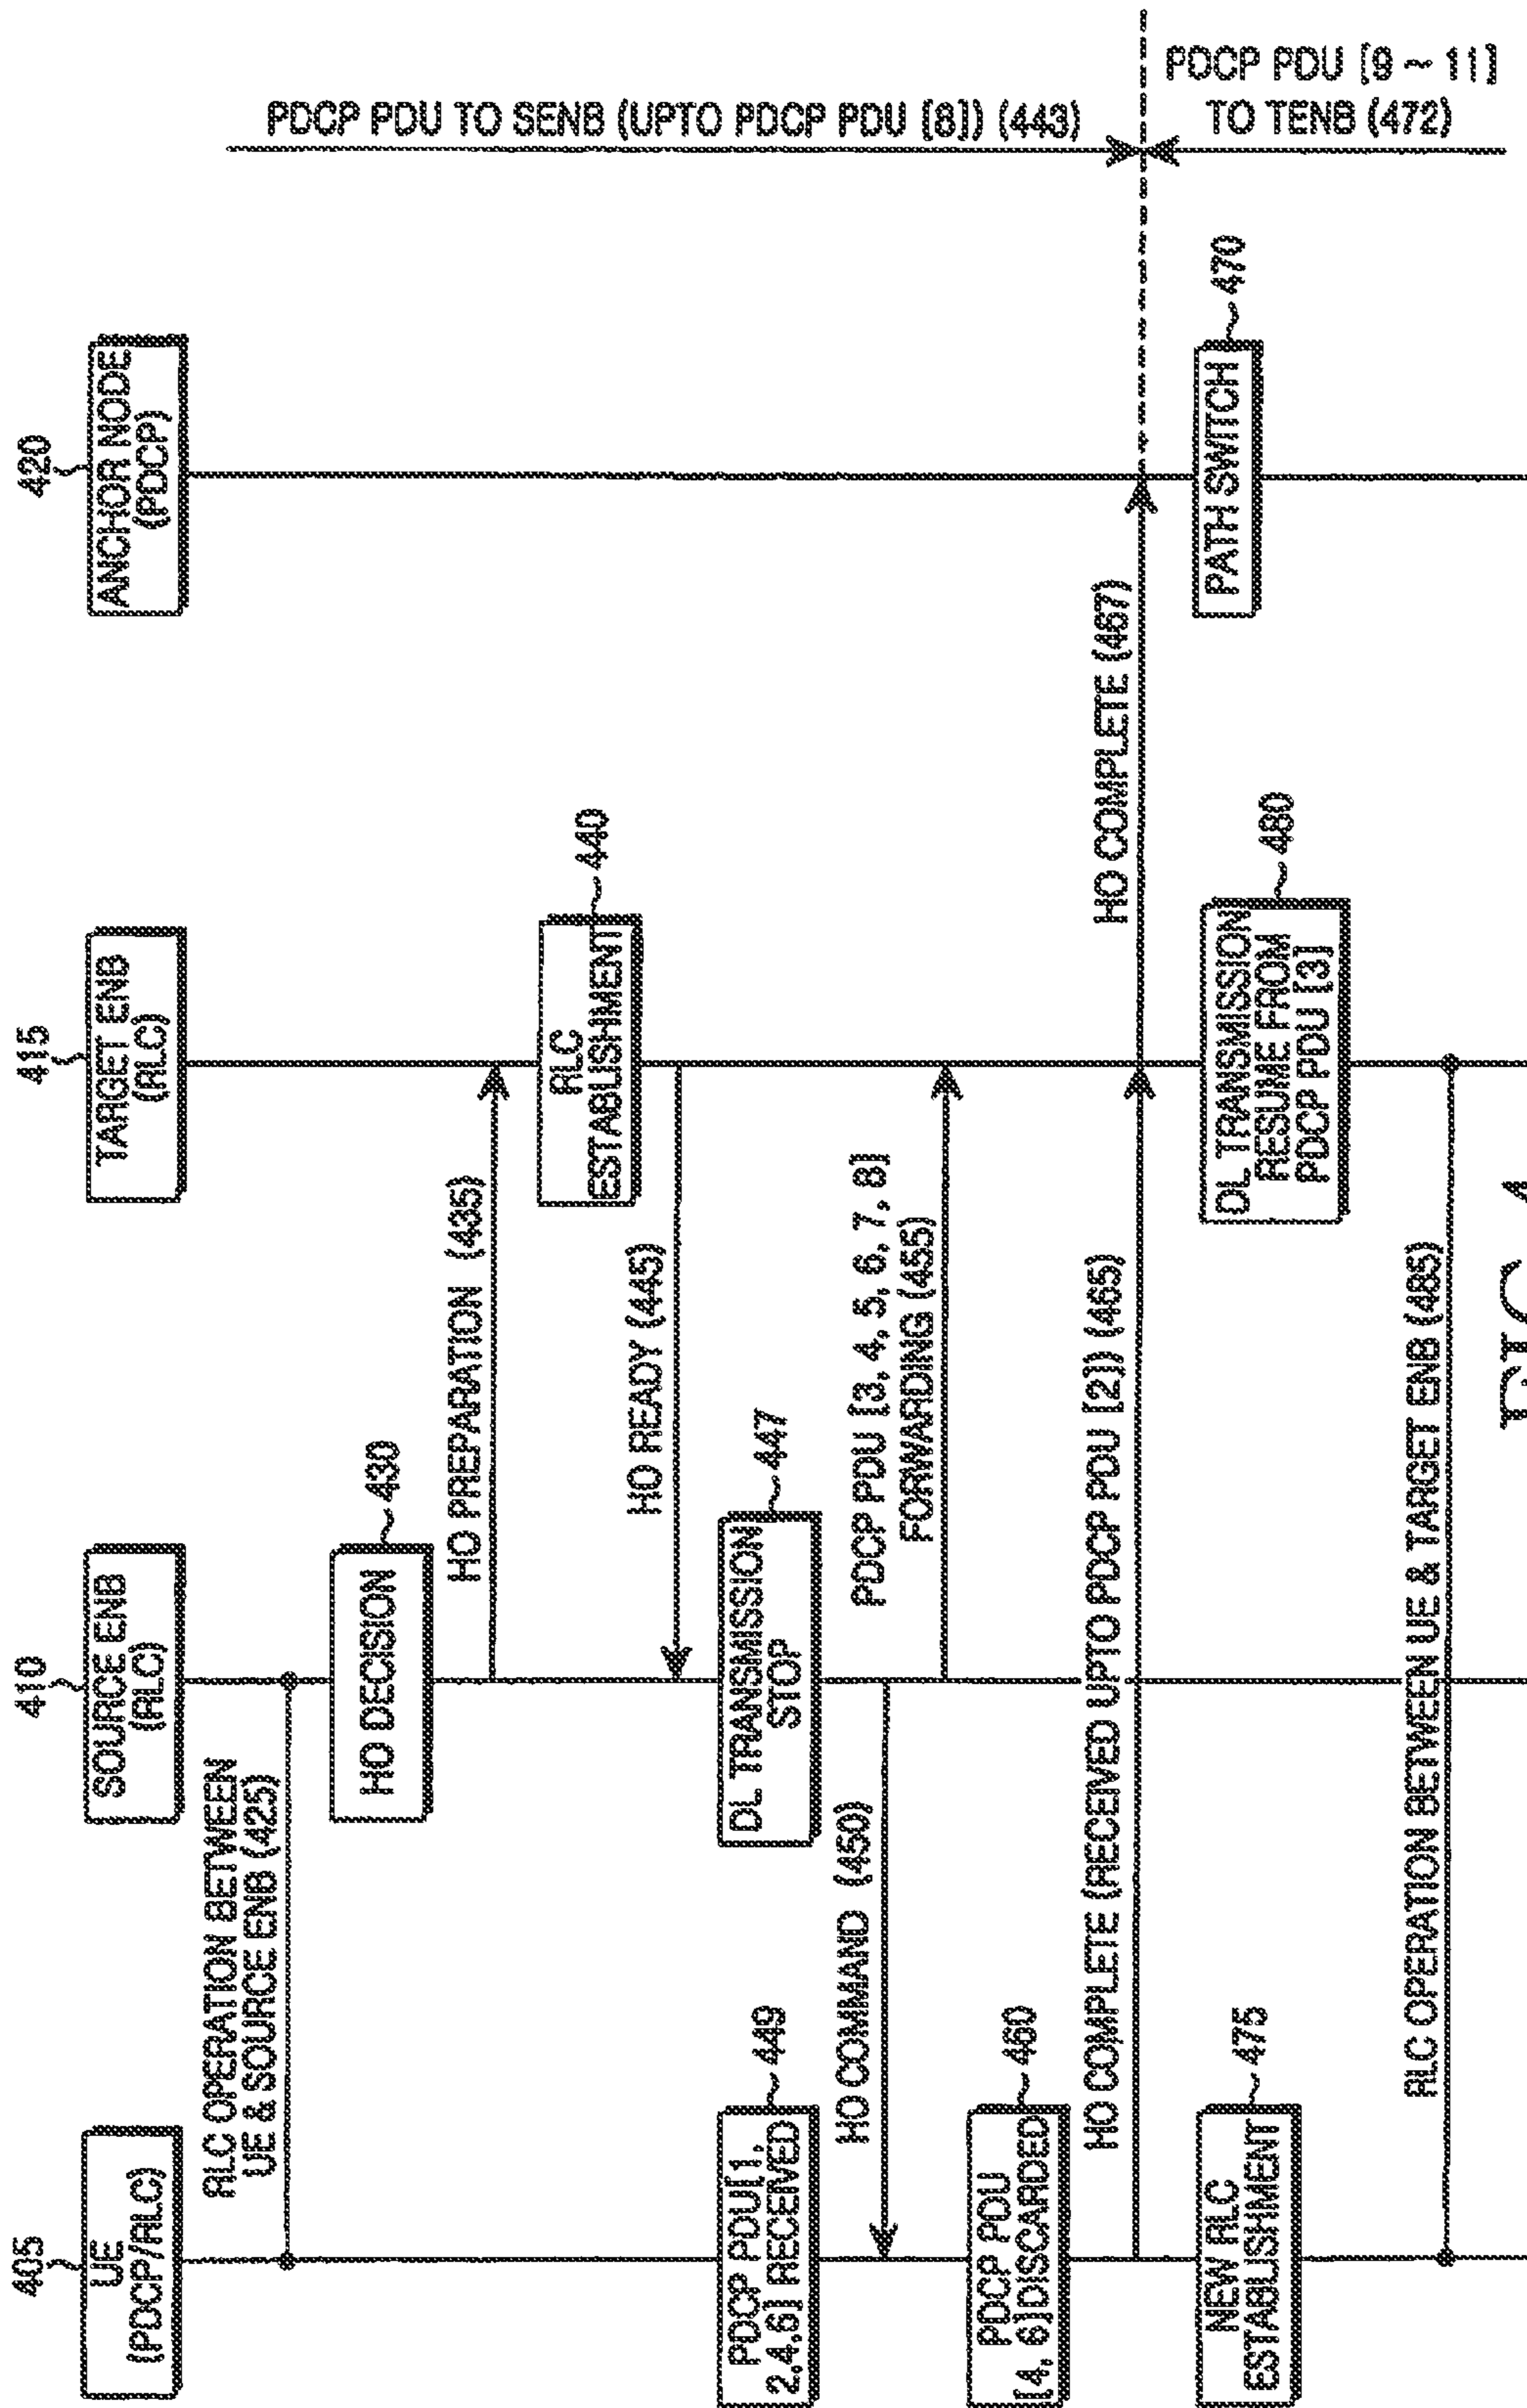 405
UE
(PDCP/RLC)
410
SOURCE ENB
(RLC)
415
TARGET ENB
(RLC)
420
ANCHOR NODE
(PDCP)
RLC OPERATION BETWEEN
UE & SOURCE ENB (425)
HO DECISION
430
HO PREPARATION (435)
RLC
ESTABLISHMENT
440
PDCP PDU TO SENB (UPTO PDCP PDU [8]) (443)
HO READY (445)
DL TRANSMISSION
STOP
447
PDCP PDU[1,
2,4,6] RECEIVED
449
HO COMMAND (450)
PDCP PDU [3, 4, 5, 6, 7, 8]
FORWARDING (455)
PDCP PDU
[4, 6]DISCARDED
460
HO COMPLETE (RECEIVED UPTO PDCP PDU [2]) (465)
HO COMPLETE (467)
PATH SWITCH
470
PDCP PDU [9 ~ 11]
TO TENB (472)
NEW RLC
ESTABLISHMENT
475
DL TRANSMISSION
RESUME FROM
PDCP PDU [3]
480
RLC OPERATION BETWEEN UE & TARGET ENB (485)